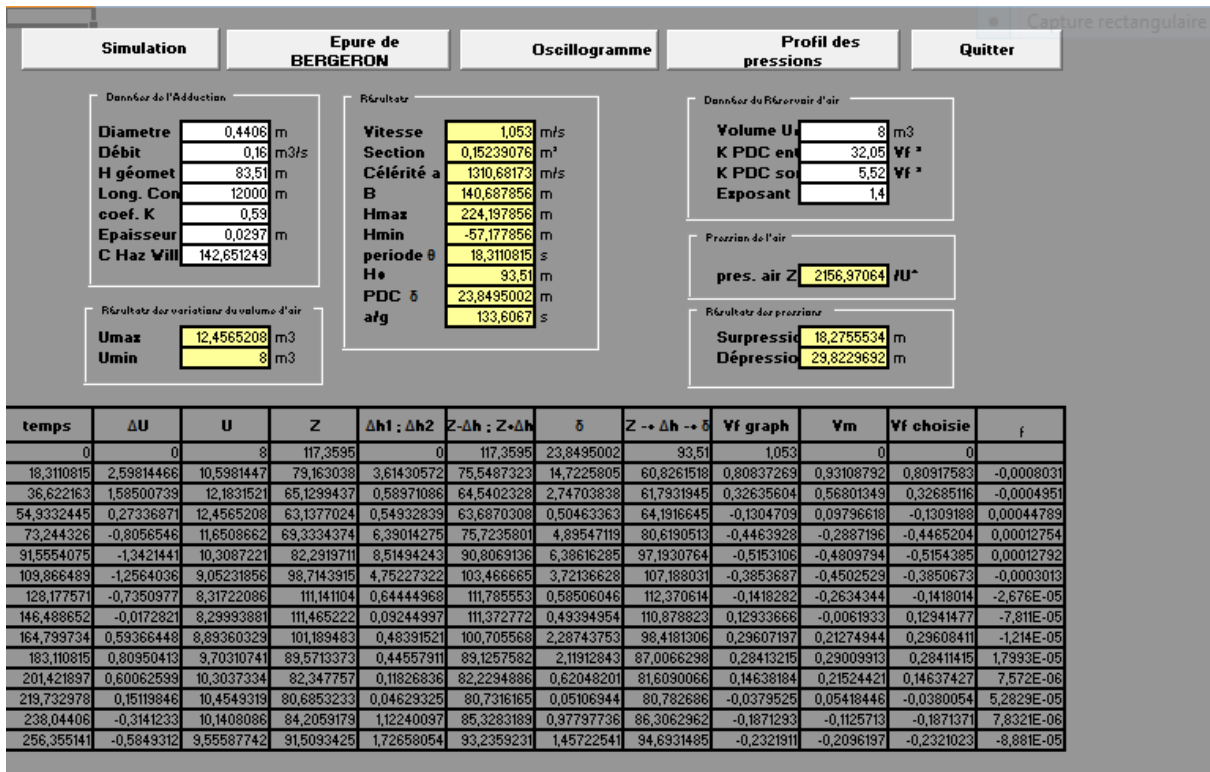 Capture rectangulaire
Simulation
Epure de BERGERON
Oscillogramme
Profil des pressions
Quitter
Données de l'Adduction
Diametre 0,4406 m
Débit 0,16 m3/s
H géomet 83,51 m
Long. Con 12000 m
coef. K 0,59
Epaisseur 0,0297 m
C Haz Will 142,651249
Résultats des variations du volume d'air
Umax 12,4565208 m3
Umin 8 m3
Résultats
Vitesse 1,053 m/s
Section 0,15239076 m²
Célérité a 1310,68173 m/s
B 140,687856 m
Hmax 224,197856 m
Hmin -57,177856 m
periode θ 18,3110815 s
H• 93,51 m
PDC δ 23,8495002 m
a/g 133,6067 s
Données du Réservoir d'air
Volume U 8 m3
K PDC ent 32,05 Vf ²
K PDC sor 5,52 Vf ²
Exposant 1,4
Pression de l'air
pres. air Z 2156,97064 /U^
Résultats des pressions
Surpressio 18,2755534 m
Dépressio 29,8229692 m
temps ΔU U Z Δh1 ; Δh2 Z-Δh ; Z+Δh δ Z -+ Δh -+ δ Vf graph Vm Vf choisie f
0 0 8 117,3595 0 117,3595 23,8495002 93,51 1,053 0 0
18,3110815 2,59814466 10,5981447 79,163038 3,61430572 75,5487323 14,7225805 60,8261518 0,80837269 0,93108792 0,80917583 -0,0008031
36,622163 1,58500739 12,1831521 65,1299437 0,58971086 64,5402328 2,74703838 61,7931945 0,32635604 0,56801349 0,32685116 -0,0004951
54,9332445 0,27336871 12,4565208 63,1377024 0,54932839 63,6870308 0,50463363 64,1916645 -0,1304709 0,09796618 -0,1309188 0,00044789
73,244326 -0,8056546 11,6508662 69,3334374 6,39014275 75,7235801 4,89547119 80,6190513 -0,4463928 -0,2887196 -0,4465204 0,00012754
91,5554075 -1,3421441 10,3087221 82,2919711 8,51494243 90,8069136 6,38616285 97,1930764 -0,5153106 -0,4809794 -0,5154385 0,00012792
109,866489 -1,2564036 9,05231856 98,7143915 4,75227322 103,466665 3,72136628 107,188031 -0,3853687 -0,4502529 -0,3850673 -0,0003013
128,177571 -0,7350977 8,31722086 111,141104 0,64444968 111,785553 0,58506046 112,370614 -0,1418282 -0,2634344 -0,1418014 -2,676E-05
146,488652 -0,0172821 8,29993881 111,465222 0,09244997 111,372772 0,49394954 110,878823 0,12933666 -0,0061933 0,12941477 -7,811E-05
164,799734 0,59366448 8,89360329 101,189483 0,48391521 100,705568 2,28743753 98,4181306 0,29607197 0,21274944 0,29608411 -1,214E-05
183,110815 0,80950413 9,70310741 89,5713373 0,44557911 89,1257582 2,11912843 87,0066298 0,28413215 0,29009913 0,28411415 1,7993E-05
201,421897 0,60062599 10,3037334 82,347757 0,11826836 82,2294886 0,62048201 81,6090066 0,14638184 0,21524421 0,14637427 7,572E-06
219,732978 0,15119846 10,4549319 80,6853233 0,04629325 80,7316165 0,05106944 80,782686 -0,0379525 0,05418446 -0,0380054 5,2829E-05
238,04406 -0,3141233 10,1408086 84,2059179 1,12240097 85,3283189 0,97797736 86,3062962 -0,1871293 -0,1125713 -0,1871371 7,8321E-06
256,355141 -0,5849312 9,55587742 91,5093425 1,72658054 93,2359231 1,45722541 94,6931485 -0,2321911 -0,2096197 -0,2321023 -8,881E-05